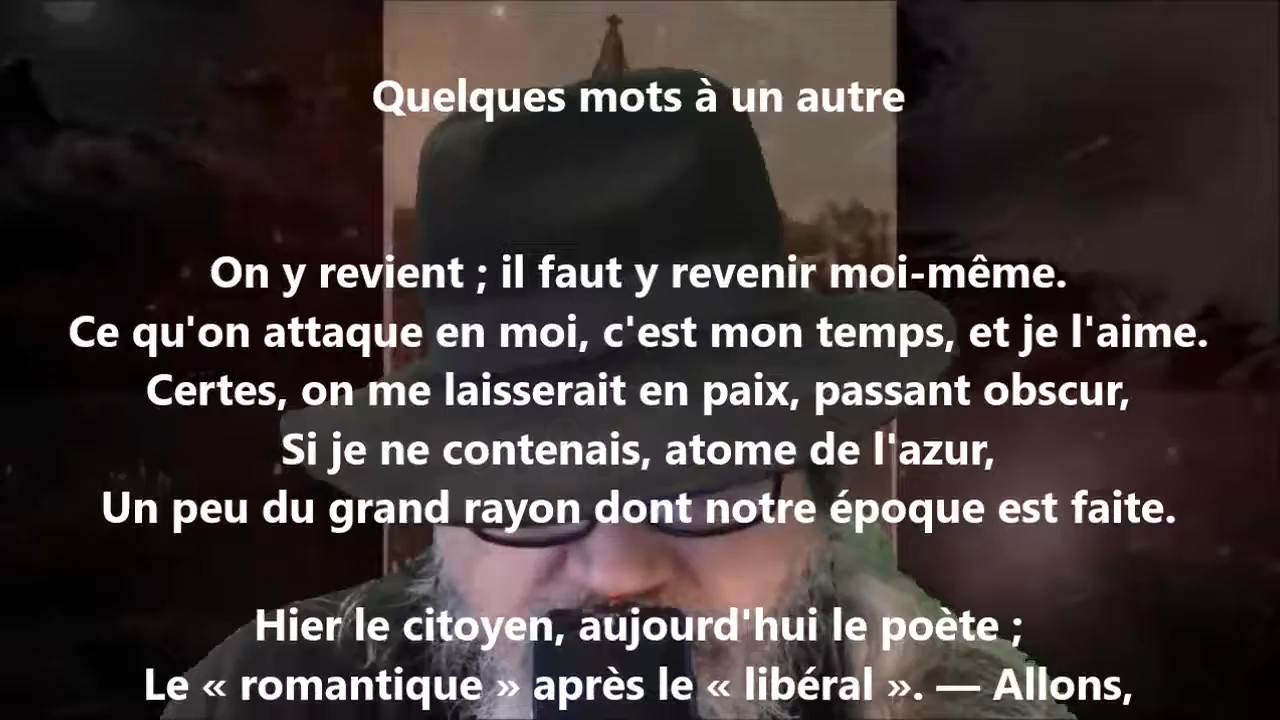 Quelques mots à un autre
On y revient ; il faut y revenir moi-même.
Ce qu'on attaque en moi, c'est mon temps, et je l'aime.
Certes, on me laisserait en paix, passant obscur,
Si je ne contenais, atome de l'azur,
Un peu du grand rayon dont notre époque est faite.
Hier le citoyen, aujourd'hui le poète ;
Le « romantique » après le « libéral ». — Allons,